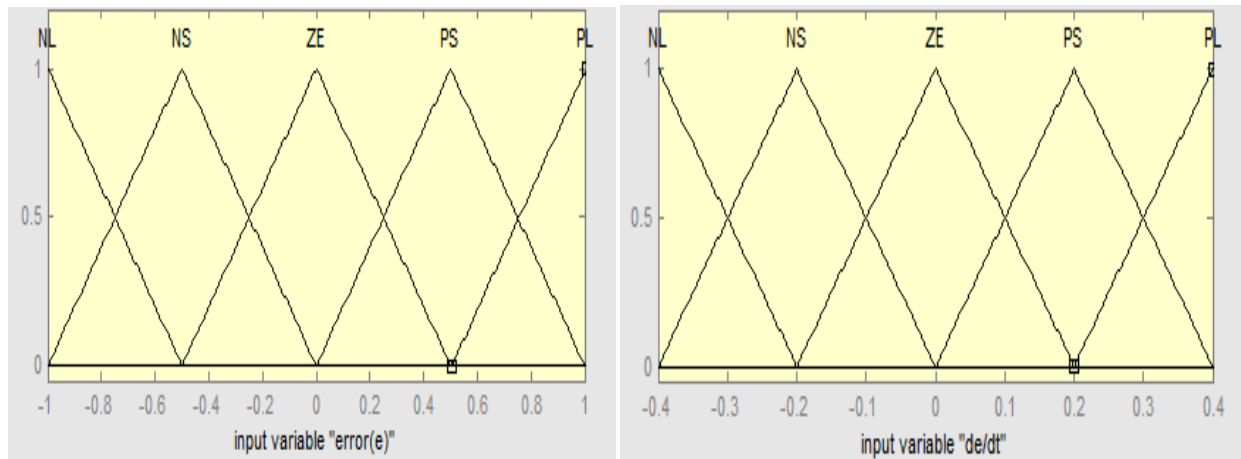 NL NS ZE PS PL
1
0.5
0
-1 -0.8 -0.6 -0.4 -0.2 0 0.2 0.4 0.6 0.8 1
input variable "error(e)"
NL NS ZE PS PL
1
0.5
0
-0.4 -0.3 -0.2 -0.1 0 0.1 0.2 0.3 0.4
input variable "de/dt"